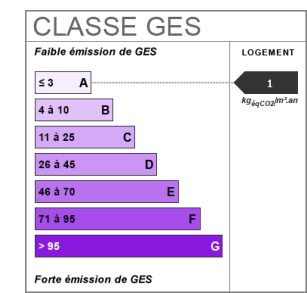 CLASSE GES
Faible émission de GES
LOGEMENT
≤ 3 A
1
kgéqCO2/m².an
4 à 10 B
11 à 25 C
26 à 45 D
46 à 70 E
71 à 95 F
> 95 G
Forte émission de GES